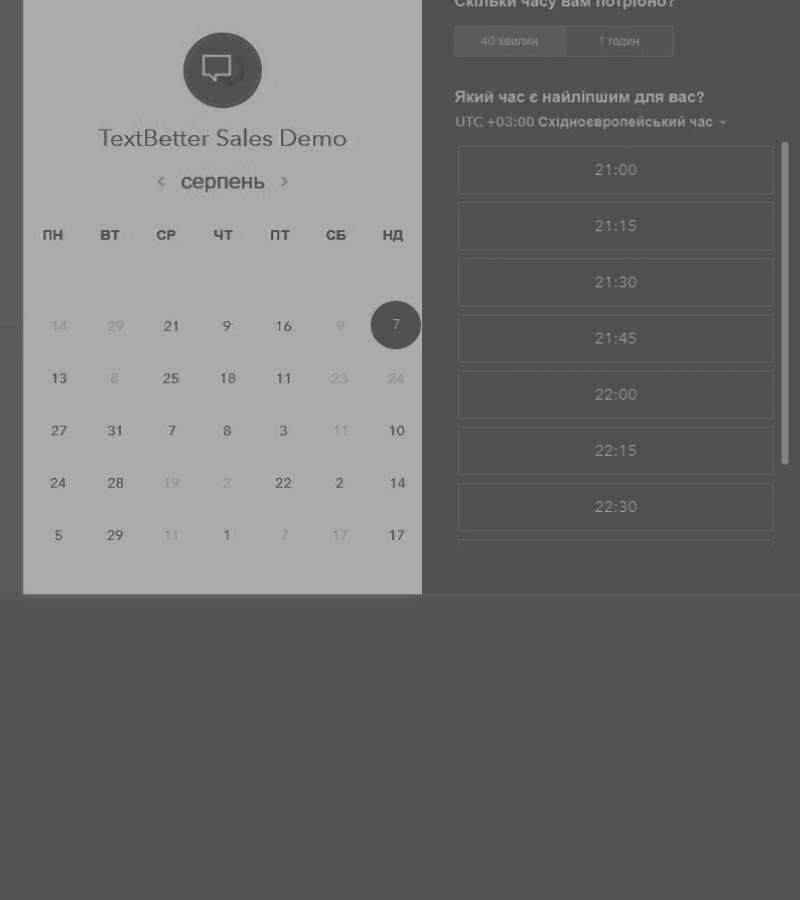 TextBetter Sales Demo
‹ серпень ›
ПН ВТ СР ЧТ ПТ СБ НД
14 29 21 9 16 9 7
13 8 25 18 11 23 24
27 31 7 8 3 11 10
24 28 19 2 22 2 14
5 29 11 1 7 17 17
Скільки часу вам потрібно?
40 хвилин 1 годин
Який час є найліпшим для вас?
UTC +03:00 Східноєвропейський час
21:00
21:15
21:30
21:45
22:00
22:15
22:30